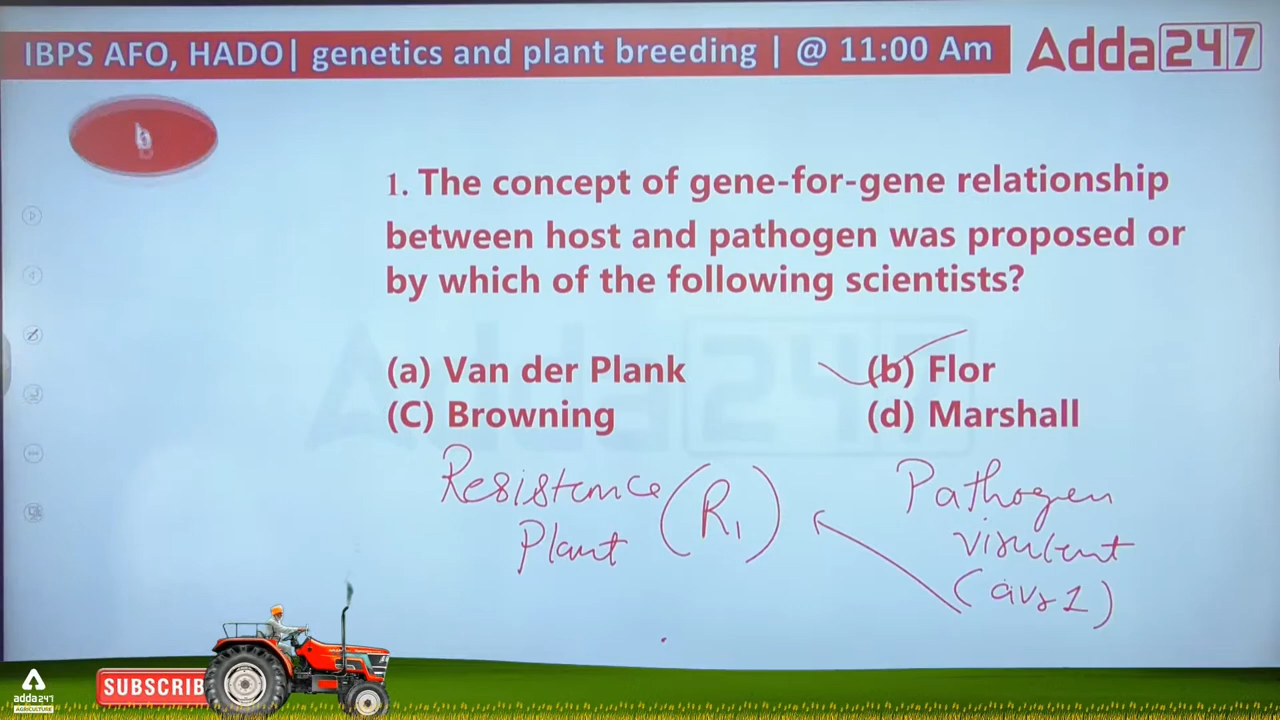 IBPS AFO, HADO| genetics and plant breeding | @ 11:00 Am
Adda247
b
1. The concept of gene-for-gene relationship
between host and pathogen was proposed or
by which of the following scientists?
(a) Van der Plank
(b) Flor
(C) Browning
(d) Marshall
Resistance
Plant
(R1)
Pathogen
virulent
(avr1)
adda247
AGRICULTURE
SUBSCRIB